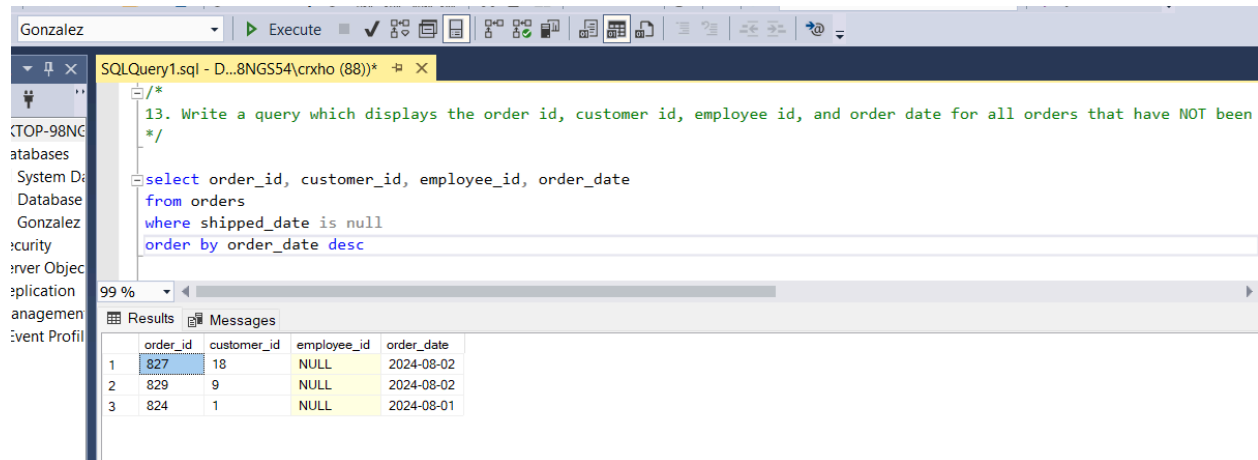 Gonzalez
Execute
SQLQuery1.sql - D...8NGS54\crxho (88))*
/*
13. Write a query which displays the order id, customer id, employee id, and order date for all orders that have NOT been
*/
KTOP-98NG
atabases
System Da
Database
Gonzalez
ecurity
erver Objec
eplication
anagemen
Event Profil
select order_id, customer_id, employee_id, order_date
from orders
where shipped_date is null
order by order_date desc
99 %
Results Messages
order_id customer_id employee_id order_date
1 827 18 NULL 2024-08-02
2 829 9 NULL 2024-08-02
3 824 1 NULL 2024-08-01